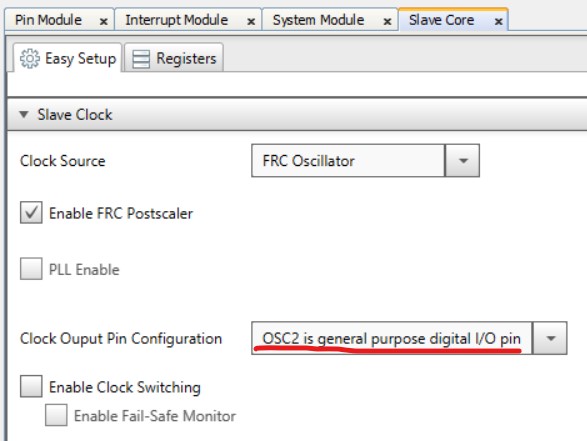 Pin Module x Interrupt Module x System Module x Slave Core x
Easy Setup Registers
Slave Clock
Clock Source FRC Oscillator
Enable FRC Postscaler
PLL Enable
Clock Ouput Pin Configuration OSC2 is general purpose digital I/O pin
Enable Clock Switching
Enable Fail-Safe Monitor